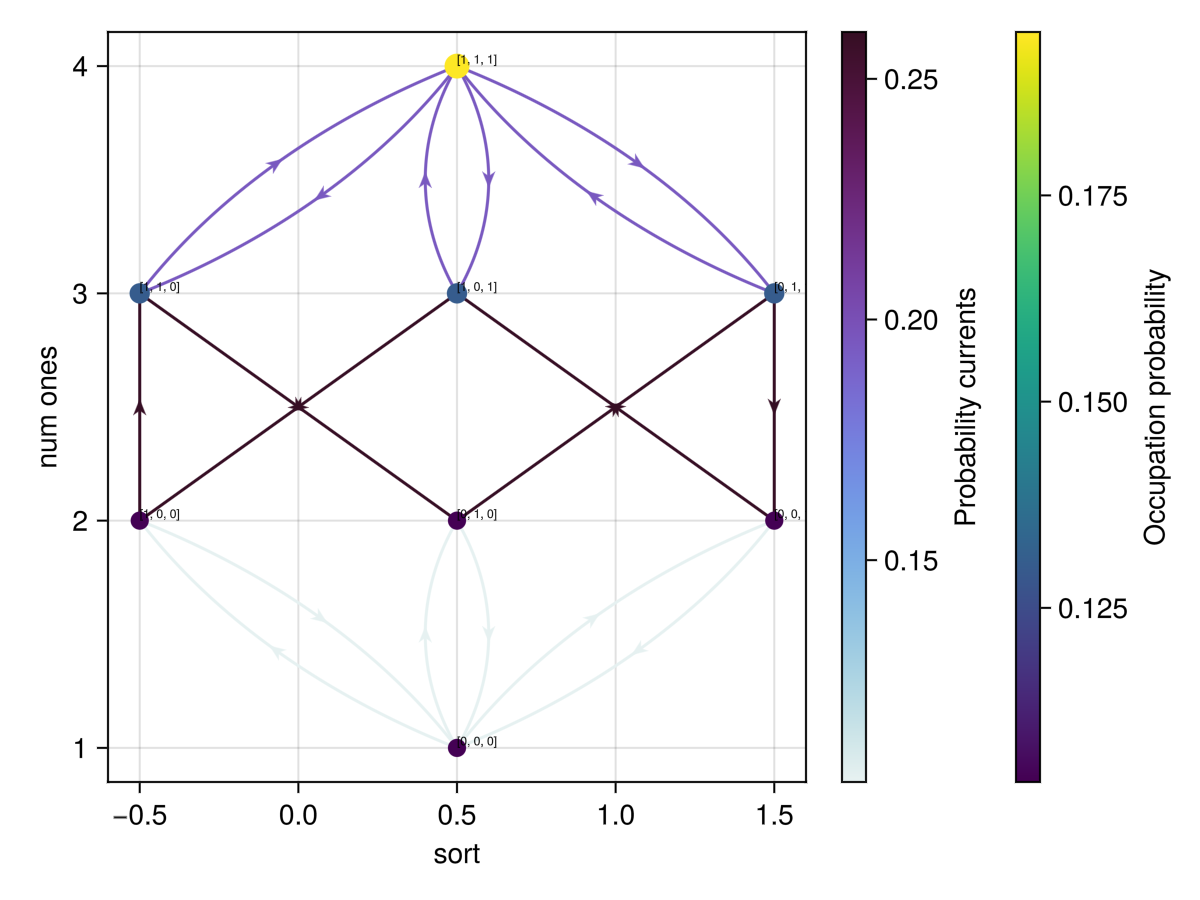 4
3
2
1
num ones
−0.5
0.0
0.5
1.0
1.5
sort
[1, 1, 1]
[1, 1, 0]
[1, 0, 1]
[0, 1,
[1, 0, 0]
[0, 1, 0]
[0, 0,
[0, 0, 0]
0.25
0.20
0.15
Probability currents
0.175
0.150
0.125
Occupation probability